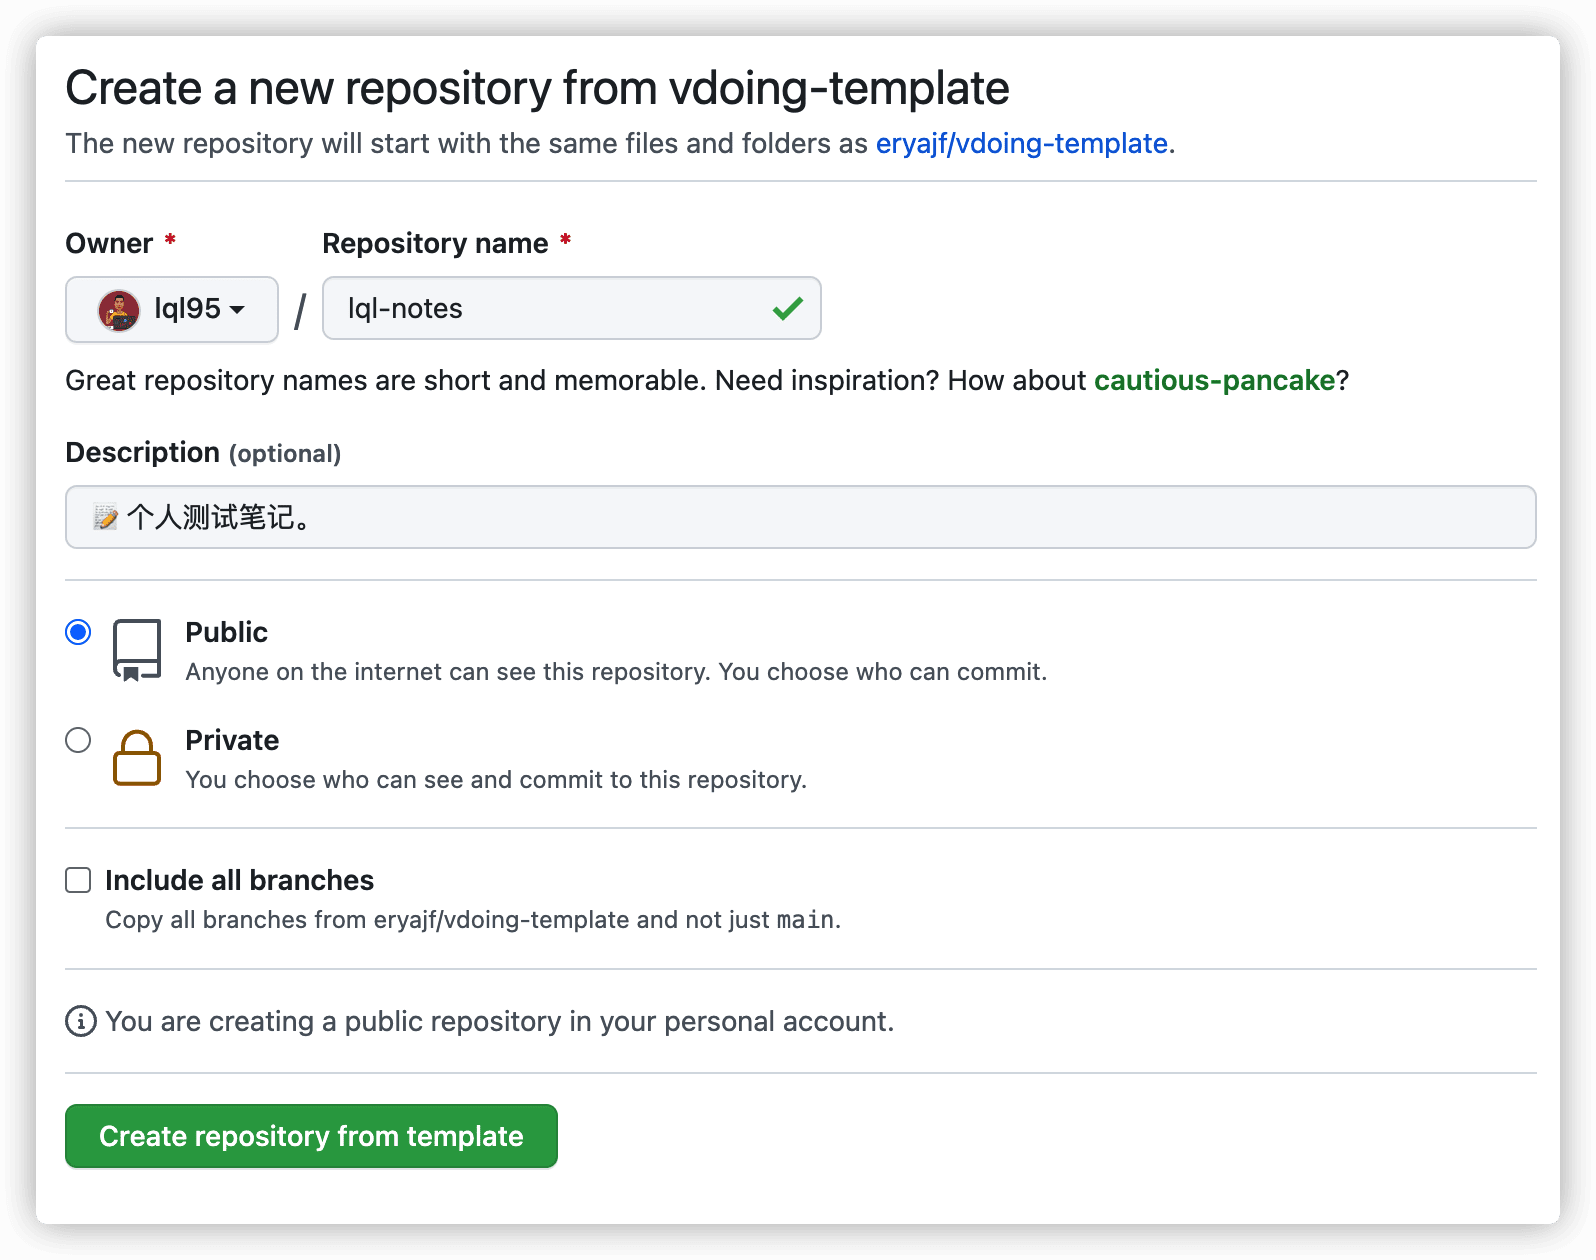 Create a new repository from vdoing-template
The new repository will start with the same files and folders as eryajf/vdoing-template.
Owner * Repository name *
lql95 / lql-notes
Great repository names are short and memorable. Need inspiration? How about cautious-pancake?
Description (optional)
📝 个人测试笔记。
Public
Anyone on the internet can see this repository. You choose who can commit.
Private
You choose who can see and commit to this repository.
Include all branches
Copy all branches from eryajf/vdoing-template and not just main.
You are creating a public repository in your personal account.
Create repository from template